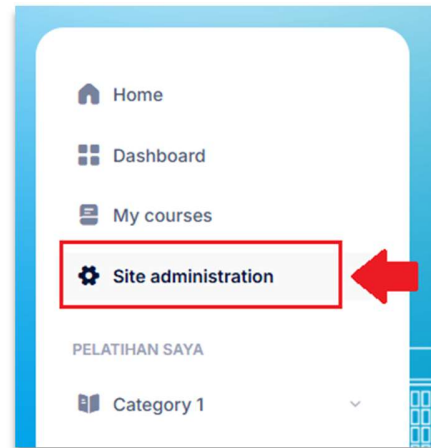 Home
Dashboard
My courses
Site administration
PELATIHAN SAYA
Category 1